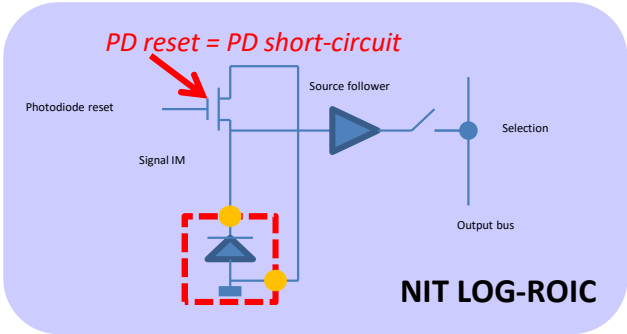 PD reset = PD short-circuit
Source follower
Photodiode reset
Selection
Signal IM
Output bus
NIT LOG-ROIC